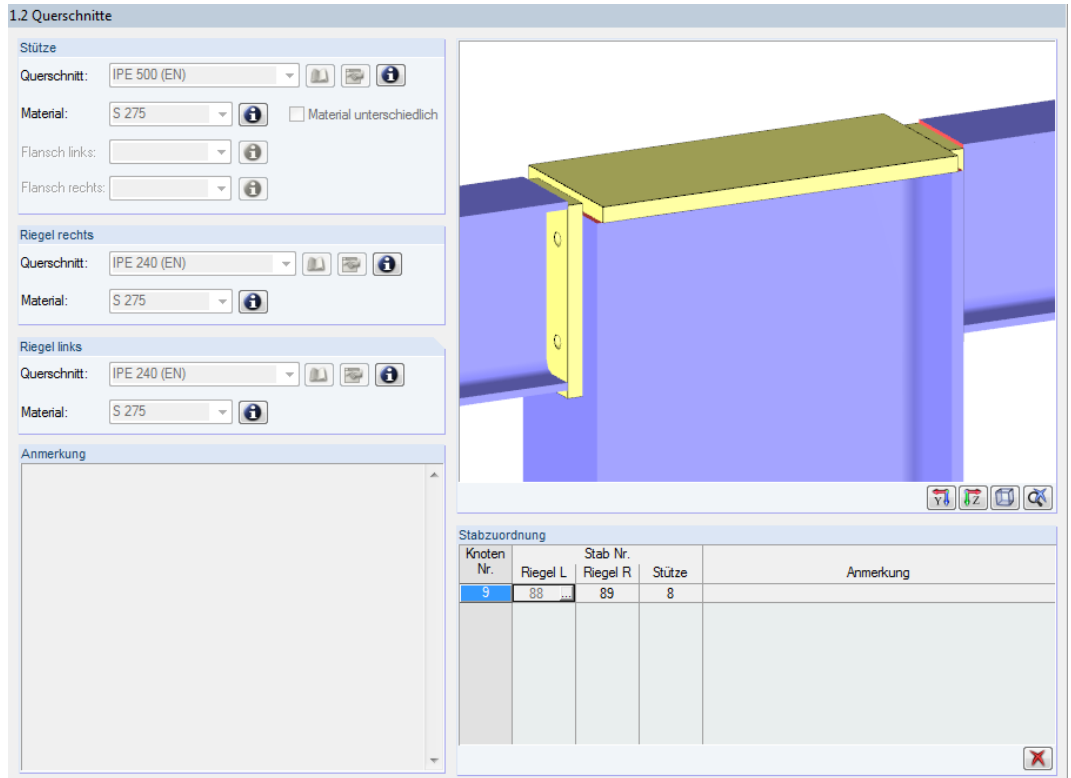 1.2 Querschnitte
Stütze
Querschnitt: IPE 500 (EN)
Material: S 275 Material unterschiedlich
Flansch links:
Flansch rechts:
Riegel rechts
Querschnitt: IPE 240 (EN)
Material: S 275
Riegel links
Querschnitt: IPE 240 (EN)
Material: S 275
Anmerkung
Y
Z
Stabzuordnung
Knoten Stab Nr.
Nr. Riegel L Riegel R Stütze Anmerkung
9 88 ... 89 8